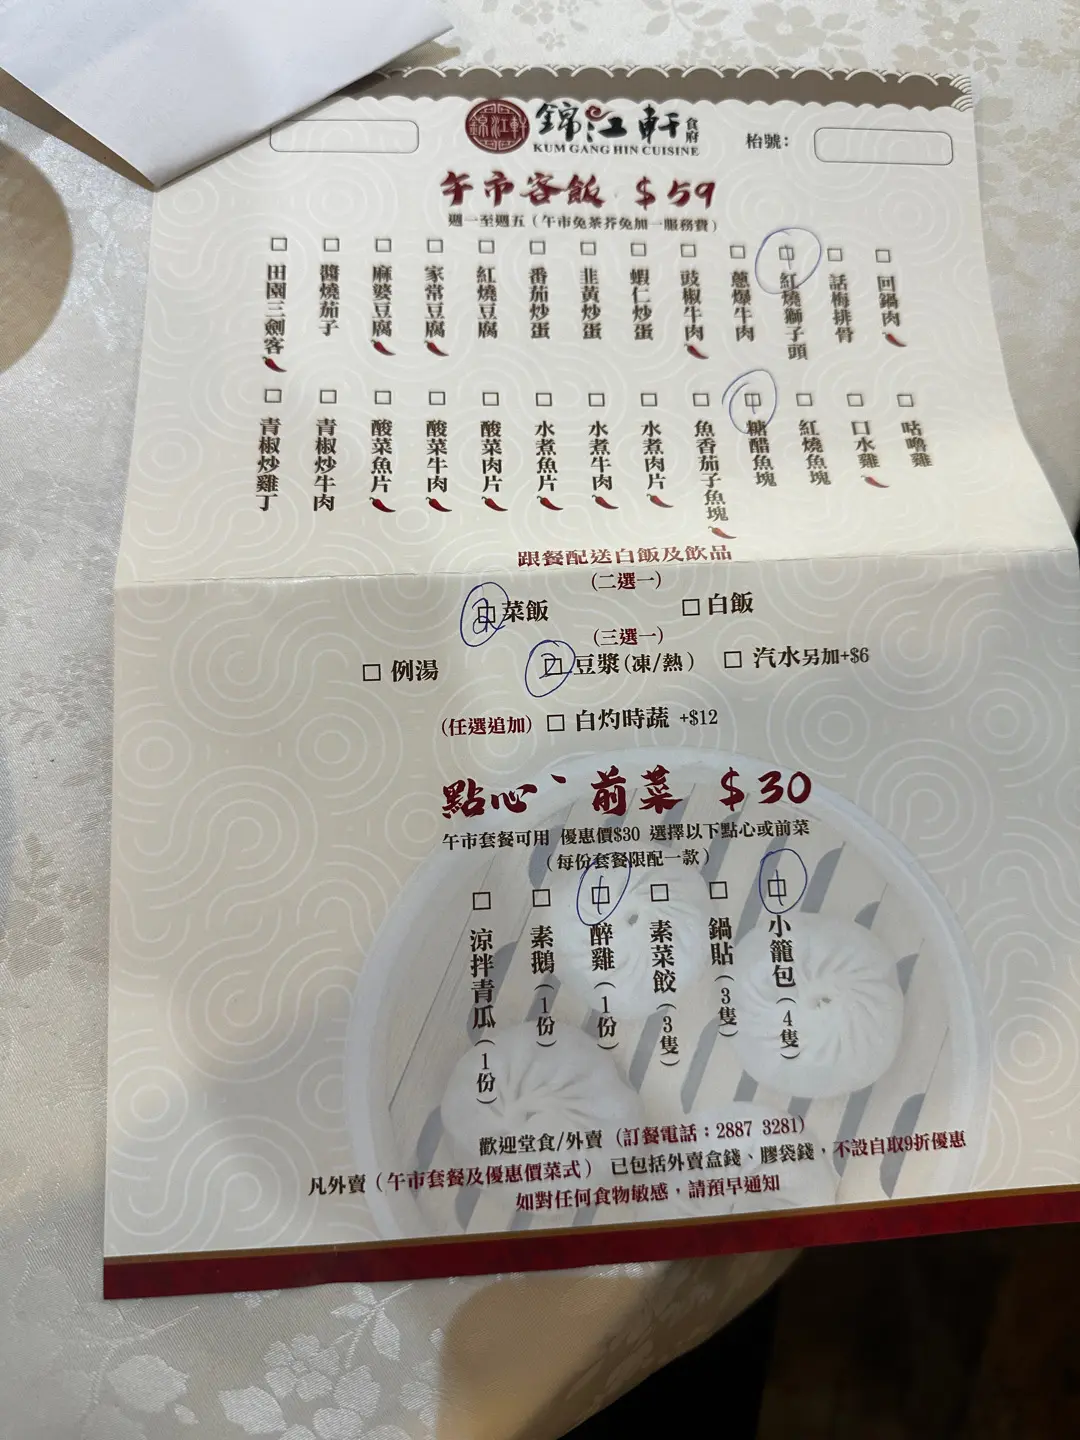 錦江軒 錦江軒 食府
KUM GANG HIN CUISINE
枱號：
午市客飯 $59
週一至週五（午市免茶芥免加一服務費）
回鍋肉
話梅排骨
紅燒獅子頭
蔥爆牛肉
豉椒牛肉
蝦仁炒蛋
韭黃炒蛋
番茄炒蛋
紅燒豆腐
家常豆腐
麻婆豆腐
醬燒茄子
田園三劍客
咕嚕雞
口水雞
紅燒魚塊
糖醋魚塊
魚香茄子魚塊
水煮肉片
水煮牛肉
水煮魚片
酸菜肉片
酸菜牛肉
酸菜魚片
青椒炒牛肉
青椒炒雞丁
跟餐配送白飯及飲品
(二選一)
2 菜飯 白飯
(三選一)
例湯 2 豆漿(凍/熱) 汽水另加+$6
(任選追加) 白灼時蔬 +$12
點心、前菜 $30
午市套餐可用 優惠價$30 選擇以下點心或前菜
（每份套餐限配一款）
小籠包（4隻）
鍋貼（3隻）
素菜餃（3隻）
醉雞（1份）
素鵝（1份）
涼拌青瓜（1份）
歡迎堂食/外賣（訂餐電話：2887 3281）
凡外賣（午市套餐及優惠價菜式） 已包括外賣盒錢、膠袋錢，不設自取9折優惠
如對任何食物敏感，請預早通知